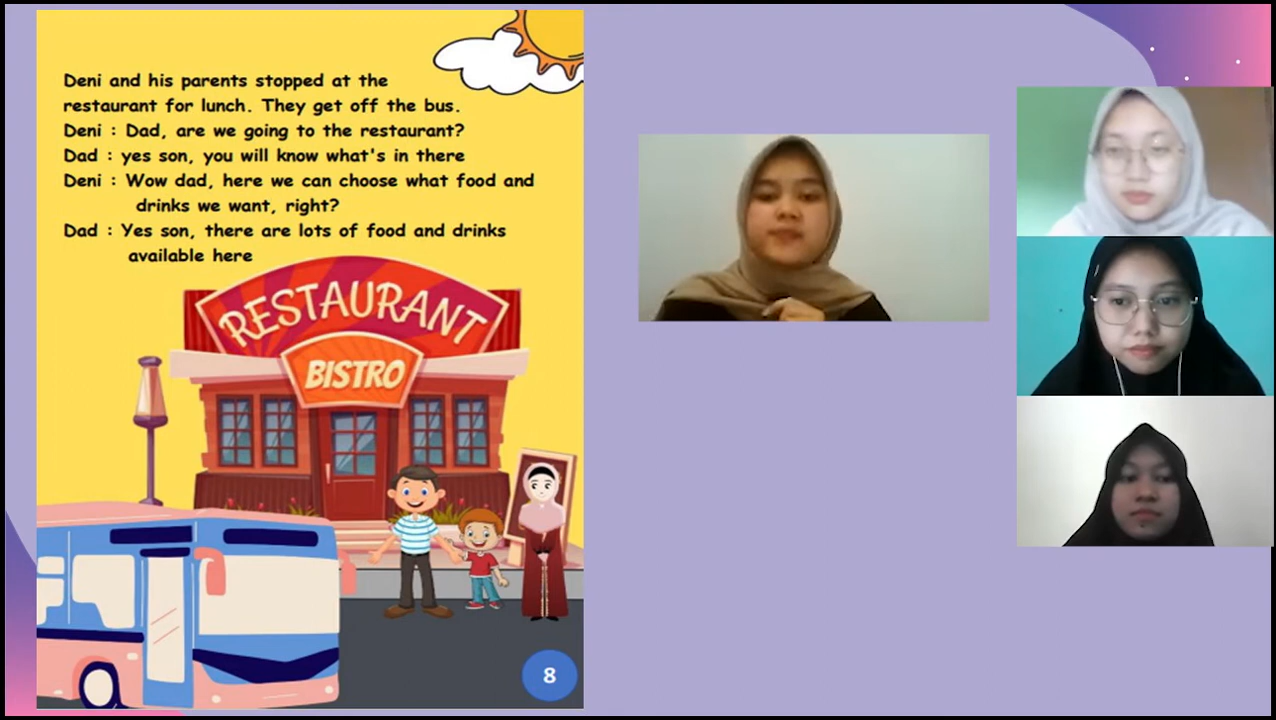 Deni and his parents stopped at the
restaurant for lunch. They get off the bus.
Deni : Dad, are we going to the restaurant?
Dad : yes son, you will know what's in there
Deni : Wow dad, here we can choose what food and
drinks we want, right?
Dad : Yes son, there are lots of food and drinks
available here
RESTAURANT
BISTRO
8